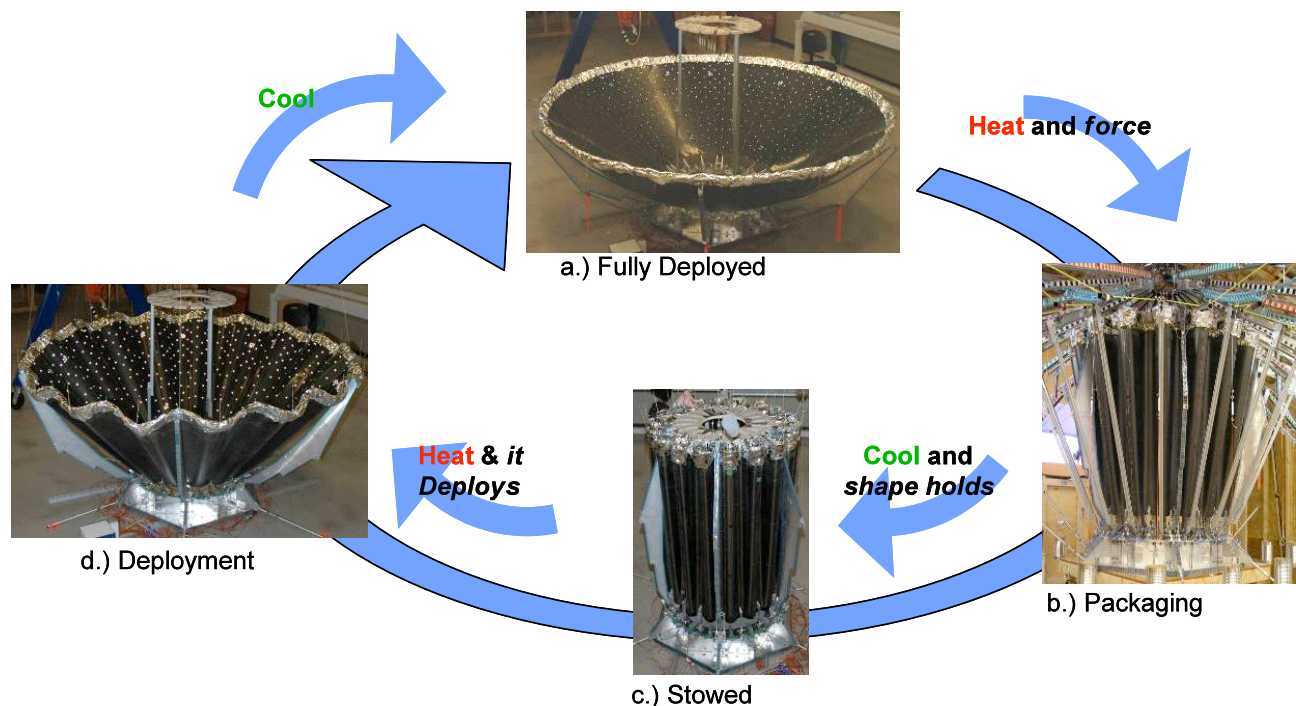 Cool
Heat and force
a.) Fully Deployed
b.) Packaging
Cool and
shape holds
c.) Stowed
Heat & it
Deploys
d.) Deployment